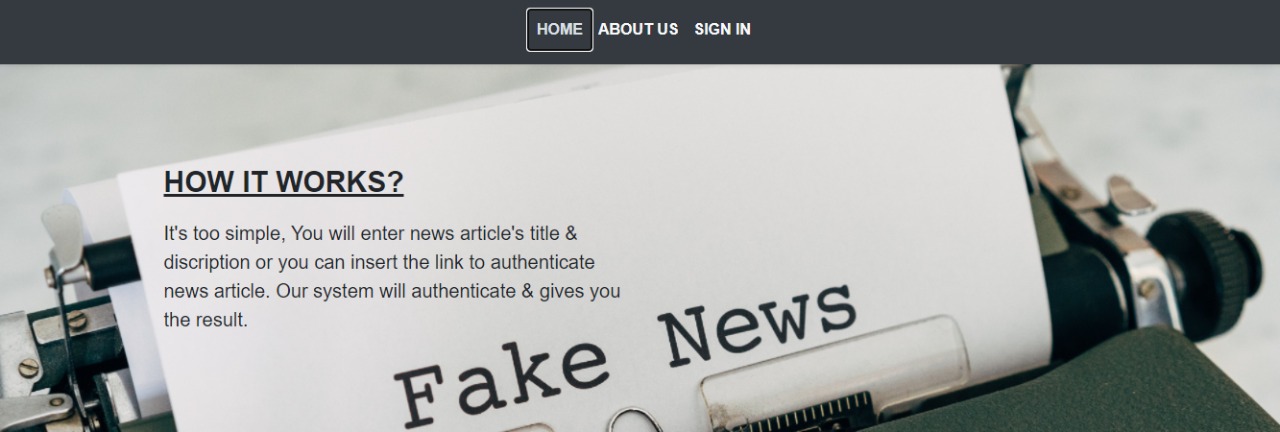 HOME ABOUT US SIGN IN
HOW IT WORKS?
It's too simple, You will enter news article's title &
discription or you can insert the link to authenticate
news article. Our system will authenticate & gives you
the result.
Fake News